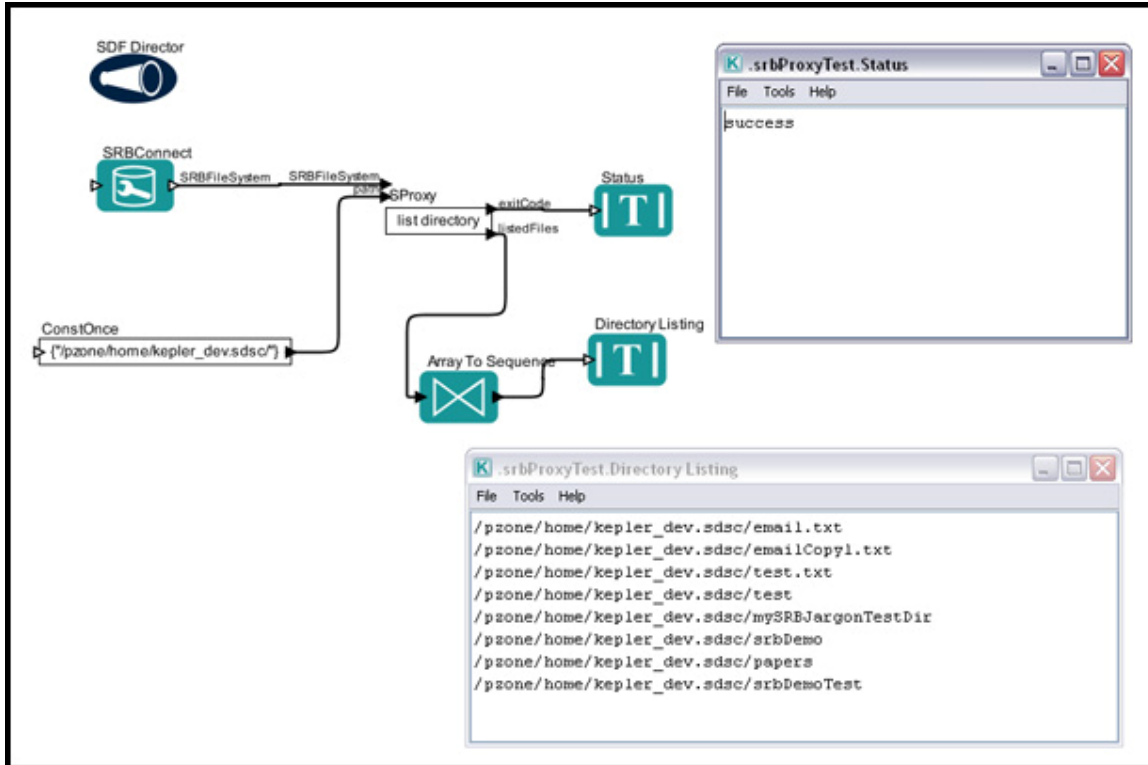 SDF Director
SRBConnect
SRBFileSystem
SRBFileSystem
path
SProxy
list directory
exitCode
listedFiles
Status
T
ConstOnce
{"/pzone/home/kepler_dev.sdsc/"}
Array To Sequence
Directory Listing
T
K .srbProxyTest.Status
File Tools Help
success
K .srbProxyTest.Directory Listing
File Tools Help
/pzone/home/kepler_dev.sdsc/email.txt
/pzone/home/kepler_dev.sdsc/emailCopy1.txt
/pzone/home/kepler_dev.sdsc/test.txt
/pzone/home/kepler_dev.sdsc/test
/pzone/home/kepler_dev.sdsc/mySRBJargonTestDir
/pzone/home/kepler_dev.sdsc/srbDemo
/pzone/home/kepler_dev.sdsc/papers
/pzone/home/kepler_dev.sdsc/srbDemoTest